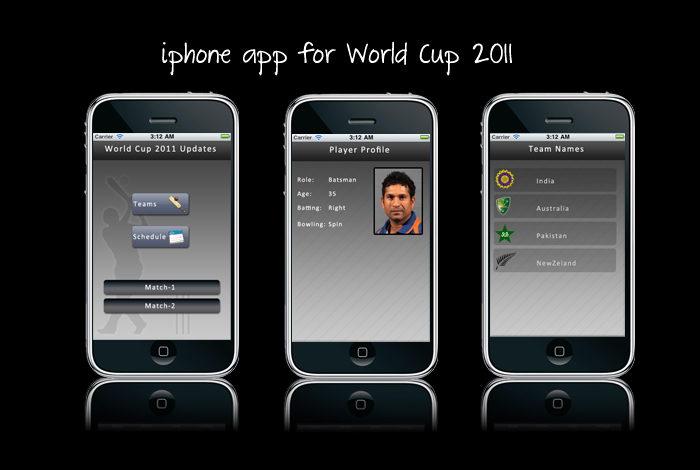 iphone app for World Cup 2011
Carrier 3:12 AM
World Cup 2011 Updates
Teams
Schedule
Match-1
Match-2
Carrier 3:12 AM
Player Profile
Role: Batsman
Age: 35
Batting: Right
Bowling: Spin
Carrier 3:12 AM
Team Names
India
Australia
Pakistan
NewZeland